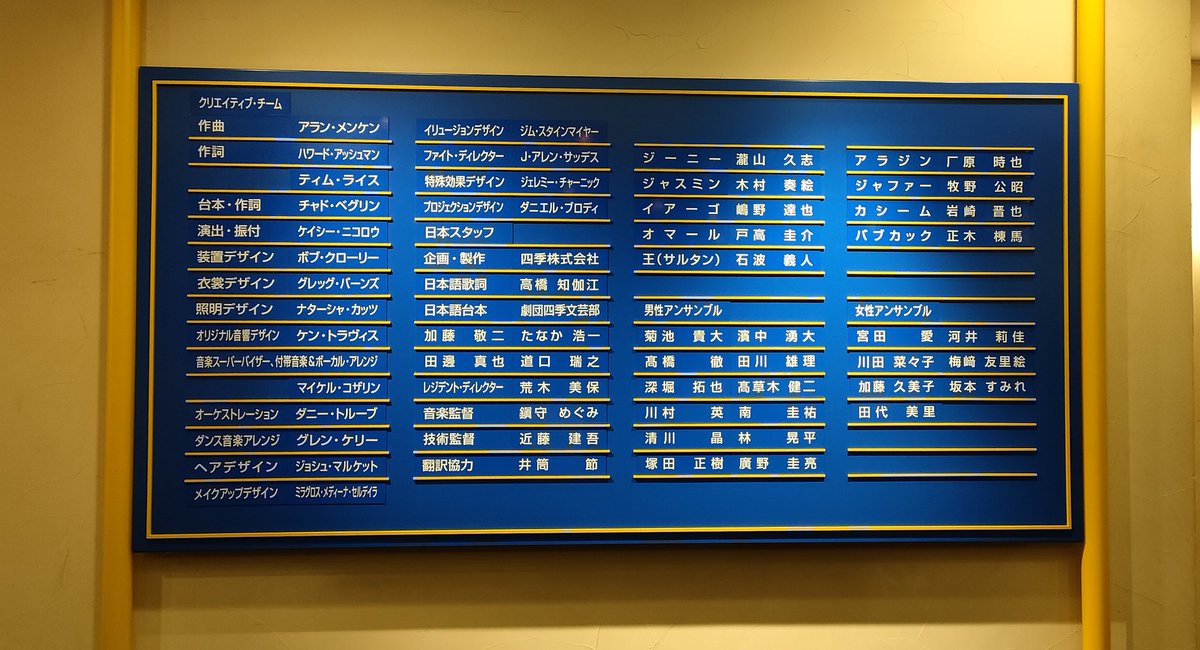 クリエイティブ・チーム
作曲 アラン・メンケン
作詞 ハワード・アッシュマン
ティム・ライス
台本・作詞 チャド・ベグリン
演出・振付 ケイシー・ニコロウ
装置デザイン ボブ・クローリー
衣裳デザイン グレッグ・バーンズ
照明デザイン ナターシャ・カッツ
オリジナル音響デザイン ケン・トラヴィス
音楽スーパーバイザー、付帯音楽&ボーカル・アレンジ
マイケル・コザリン
オーケストレーション ダニー・トルーブ
ダンス音楽アレンジ グレン・ケリー
ヘアデザイン ジョシュ・マルケット
メイクアップデザイン ミラグロス・メディーナ・セルデイラ
イリュージョンデザイン ジム・スタインマイヤー
ファイト・ディレクター J・アレン・サッデス
特殊効果デザイン ジェレミー・チャーニック
プロジェクションデザイン ダニエル・ブロディ
日本スタッフ
企画・製作 四季株式会社
日本語歌詞 高橋 知伽江
日本語台本 劇団四季文芸部
加藤 敬二 たなか 浩一
田邊 真也 道口 瑞之
レジデント・ディレクター 荒木 美保
音楽監督 鎭守 めぐみ
技術監督 近藤 建吾
翻訳協力 井筒 節
ジーニー 瀧山 久志
ジャスミン 木村 奏絵
イアーゴ 嶋野 達也
オマール 戸高 圭介
王(サルタン) 石波 義人
男性アンサンブル
菊池 貴大 濱中 湧大
髙橋 徹 田川 雄理
深堀 拓也 髙草木 健二
川村 英 南 圭祐
清川 晶 林 晃平
塚田 正樹 廣野 圭亮
アラジン 厂原 時也
ジャファー 牧野 公昭
カシーム 岩崎 晋也
バブカック 正木 棟馬
女性アンサンブル
宮田 愛 河井 莉佳
川田 菜々子 梅﨑 友里絵
加藤 久美子 坂本 すみれ
田代 美里